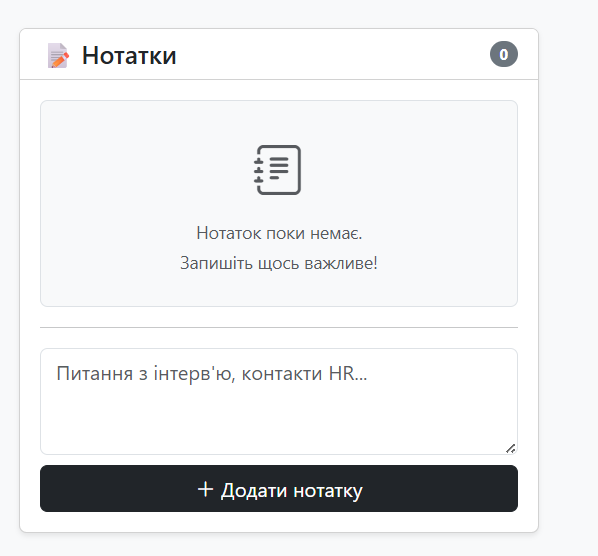 Нотатки
0
Нотаток поки немає.
Запишіть щось важливе!
Питання з інтерв'ю, контакти HR...
+ Додати нотатку